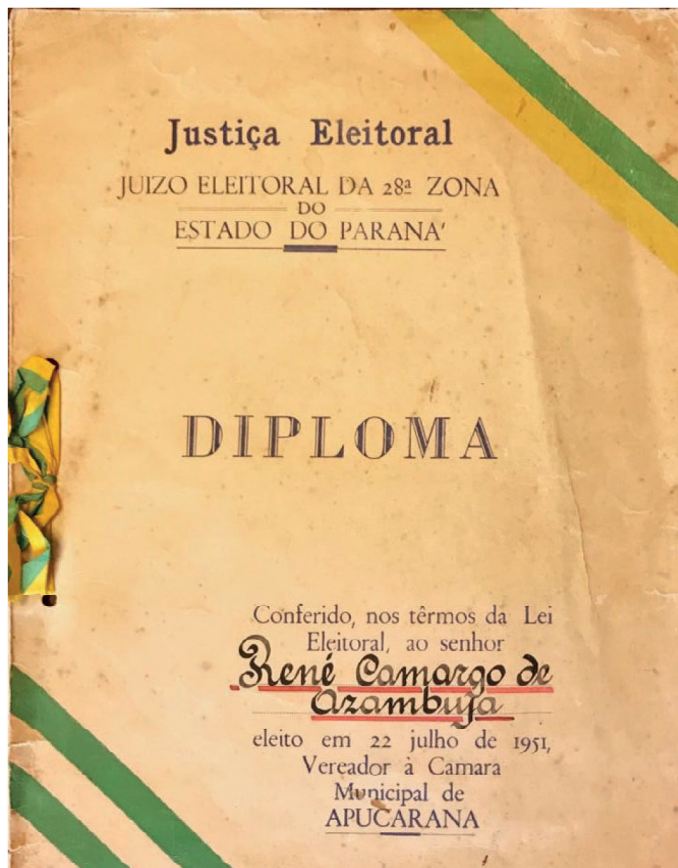 Justiça Eleitoral
JUIZO ELEITORAL DA 28ª ZONA
DO
ESTADO DO PARANA'
DIPLOMA
Conferido, nos têrmos da Lei
Eleitoral, ao senhor
René Camargo de
Azambuja
eleito em 22 julho de 1951,
Vereador à Camara
Municipal de
APUCARANA